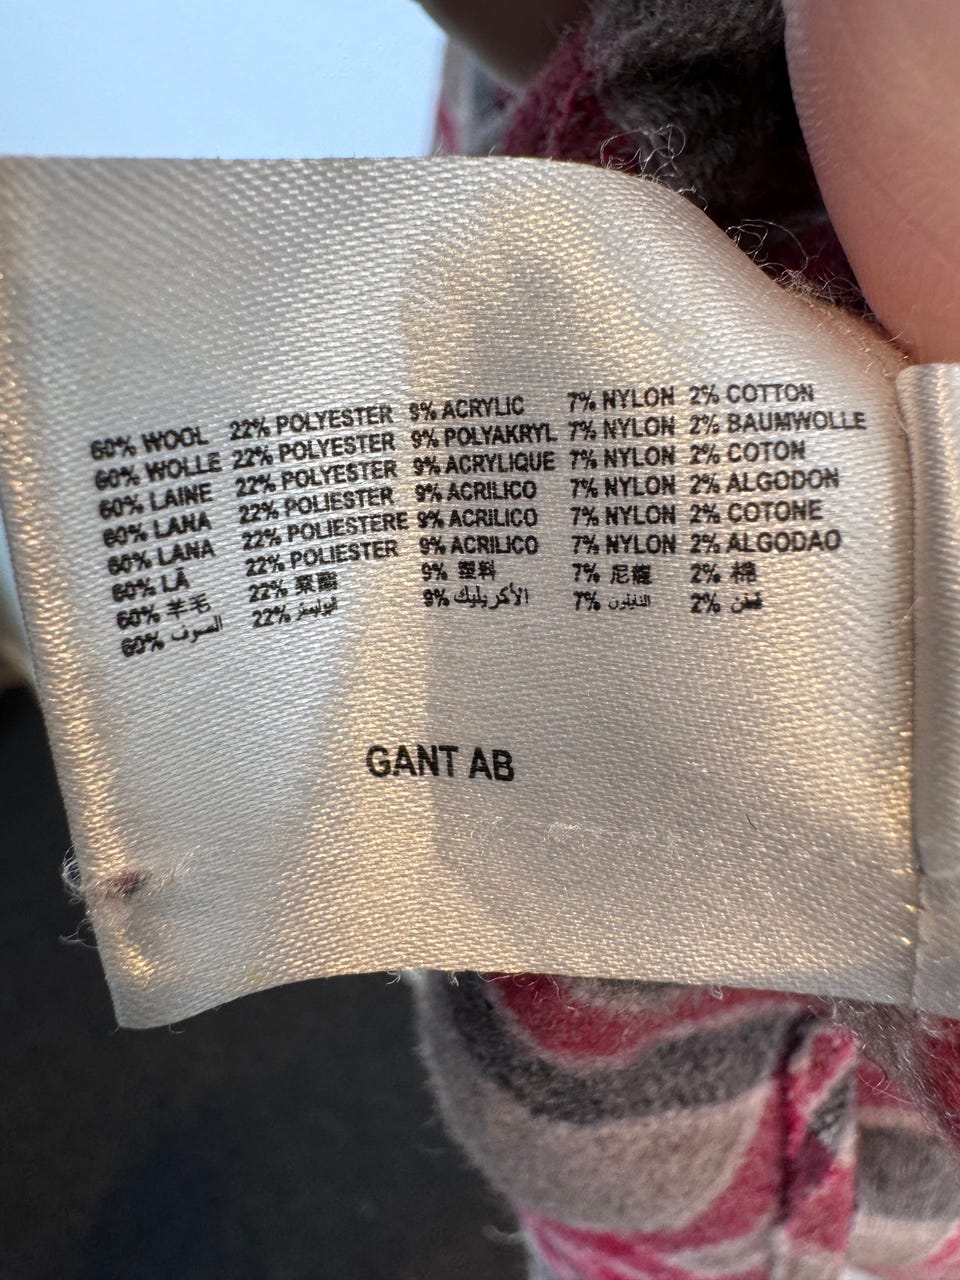 60% WOOL 22% POLYESTER 9% ACRYLIC 7% NYLON 2% COTTON
60% WOLLE 22% POLYESTER 9% POLYAKRYL 7% NYLON 2% BAUMWOLLE
60% LAINE 22% POLYESTER 9% ACRYLIQUE 7% NYLON 2% COTON
60% LANA 22% POLIESTER 9% ACRILICO 7% NYLON 2% ALGODON
60% LANA 22% POLIESTERE 9% ACRILICO 7% NYLON 2% COTONE
60% LÃ 22% POLIESTER 9% ACRILICO 7% NYLON 2% ALGODAO
60% 羊毛 22% 聚酯 9% 塑料 7% 尼龍 2% 棉
60% الصوف 22% 9% الأكريليك 7% النايلون 2% قطن
GANT AB